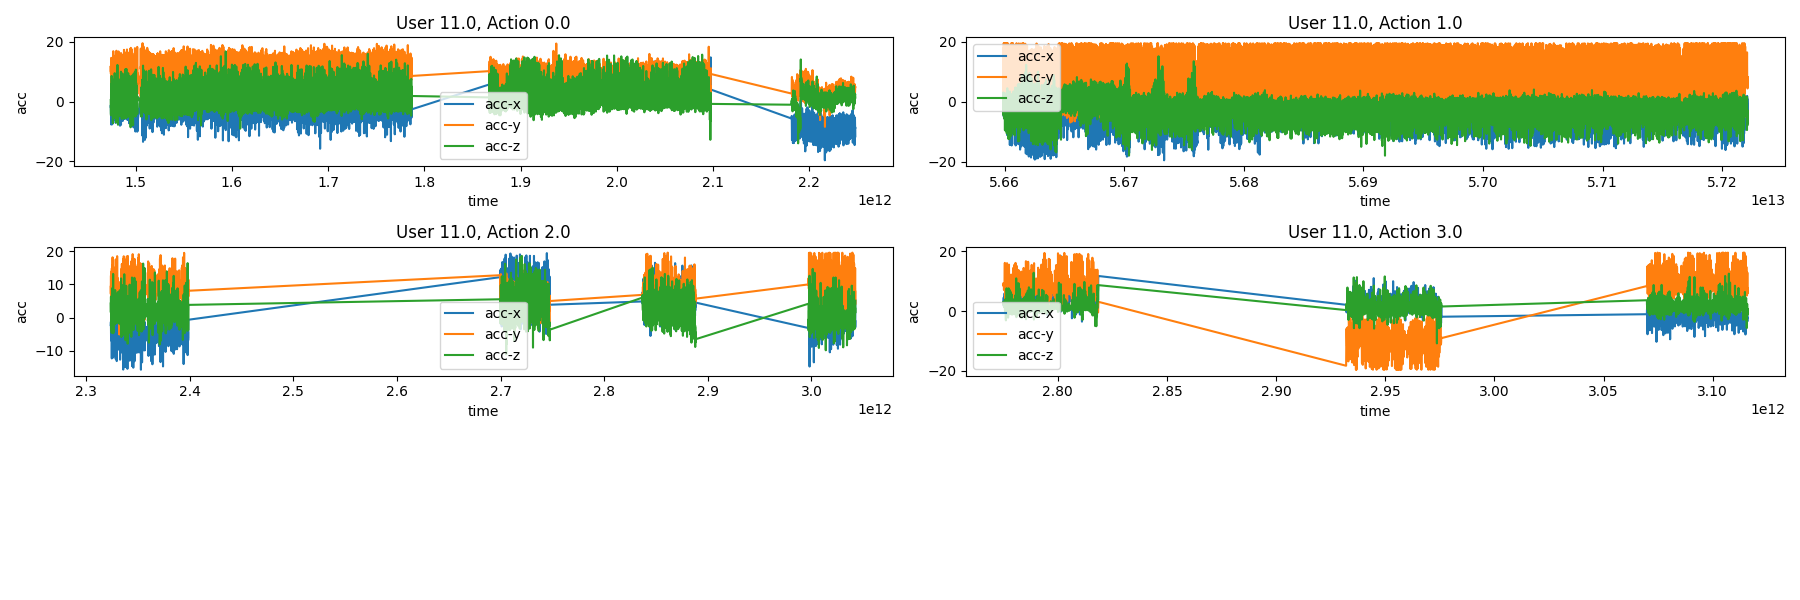 User 11.0, Action 0.0
20
0
−20
acc
acc-x
acc-y
acc-z
1.5 1.6 1.7 1.8 1.9 2.0 2.1 2.2
time
1e12
User 11.0, Action 1.0
20
0
−20
acc
acc-x
acc-y
acc-z
5.66 5.67 5.68 5.69 5.70 5.71 5.72
time
1e13
User 11.0, Action 2.0
20
10
0
−10
acc
acc-x
acc-y
acc-z
2.3 2.4 2.5 2.6 2.7 2.8 2.9 3.0
time
1e12
User 11.0, Action 3.0
20
0
−20
acc
acc-x
acc-y
acc-z
2.80 2.85 2.90 2.95 3.00 3.05 3.10
time
1e12